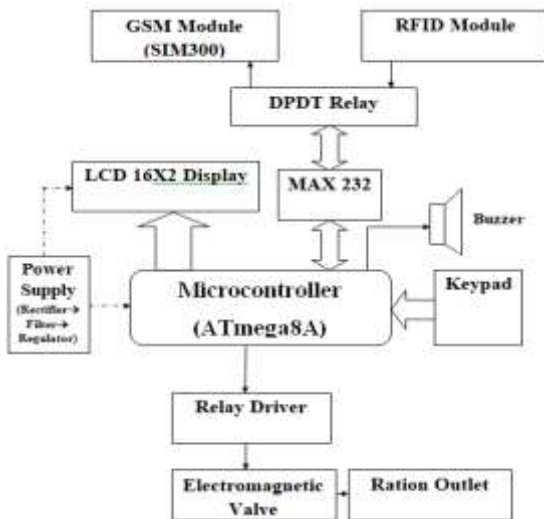 GSM Module
(SIM300)
RFID Module
DPDT Relay
LCD 16X2 Display
MAX 232
Buzzer
Power
Supply
(Rectifier→
Filter→
Regulator)
Microcontroller
(ATmega8A)
Keypad
Relay Driver
Electromagnetic
Valve
Ration Outlet